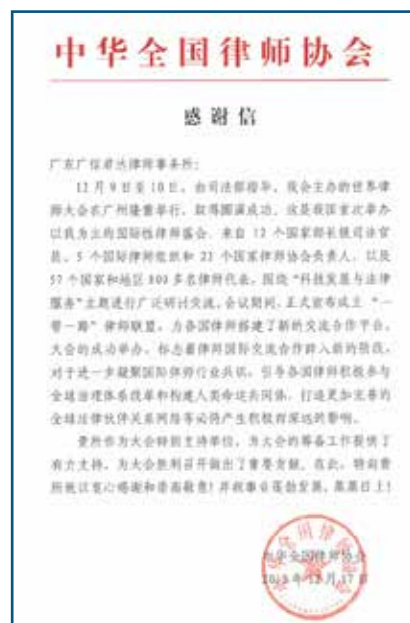 中华全国律师协会
感谢信
广东广信君达律师事务所：
12月9日至10日，由司法部指导，我会主办的世界律
师大会在广州隆重举行，取得圆满成功。这是我国首次举办
以我为主的国际性律师盛会。来自12个国家部长级司法官
员、5个国际律师组织和22个国家律师协会负责人，以及
57个国家和地区800多名律师代表，围绕“科技发展与法律
服务”主题进行广泛研讨交流。会议期间，正式宣布成立“一
带一路”律师联盟，为各国律师搭建了新的交流合作平台。
大会的成功举办，标志着律师国际交流合作进入新的阶段，
对于进一步凝聚国际律师行业共识，引导各国律师积极参与
全球治理体系改革和构建人类命运共同体，打造更加完善的
全球法律伙伴关系网络等必将产生积极而深远的影响。
贵所作为大会特别支持单位，为大会的筹备工作提供了
有力支持，为大会胜利召开做出了重要贡献。在此，特向贵
所致以衷心感谢和崇高敬意！并祝事业蓬勃发展，蒸蒸日上！
中华全国律师协会
2019年12月17日